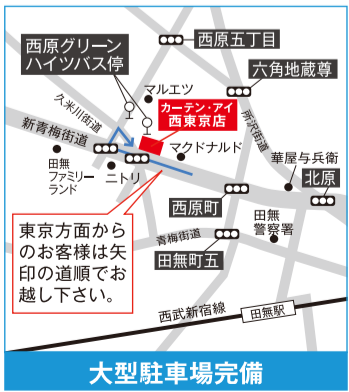 西原五丁目
西原グリーン
ハイツバス停
六角地蔵尊
マルエツ
久米川街道
カーテン・アイ
西東京店
所沢街道
新青梅街道
マクドナルド
華屋与兵衛
田無
ファミリー
ランド
ニトリ
北原
西原町
東京方面から
のお客様は矢
印の道順でお
越し下さい。
青梅街道
田無町五
田無
警察署
西武新宿線
田無駅
大型駐車場完備